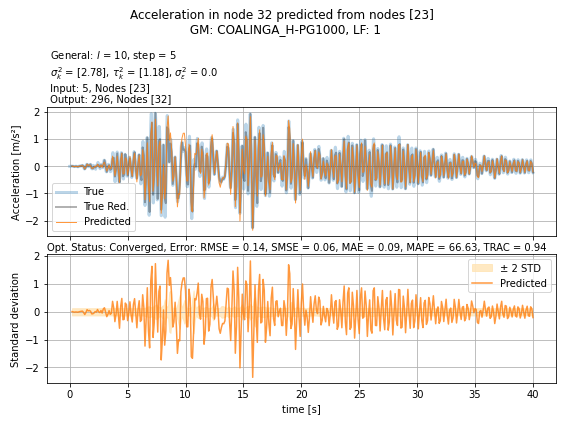 Acceleration in node 32 predicted from nodes [23]
GM: COALINGA_H-PG1000, LF: 1
General: l = 10, step = 5
σ²ₖ = [2.78], τ²ₖ = [1.18], σ²ₑ = 0.0
Input: 5, Nodes [23]
Output: 296, Nodes [32]
2
1
0
−1
−2
Acceleration [m/s²]
True
True Red.
Predicted
Opt. Status: Converged, Error: RMSE = 0.14, SMSE = 0.06, MAE = 0.09, MAPE = 66.63, TRAC = 0.94
2
1
0
−1
−2
Standard deviation
± 2 STD
Predicted
0 5 10 15 20 25 30 35 40
time [s]